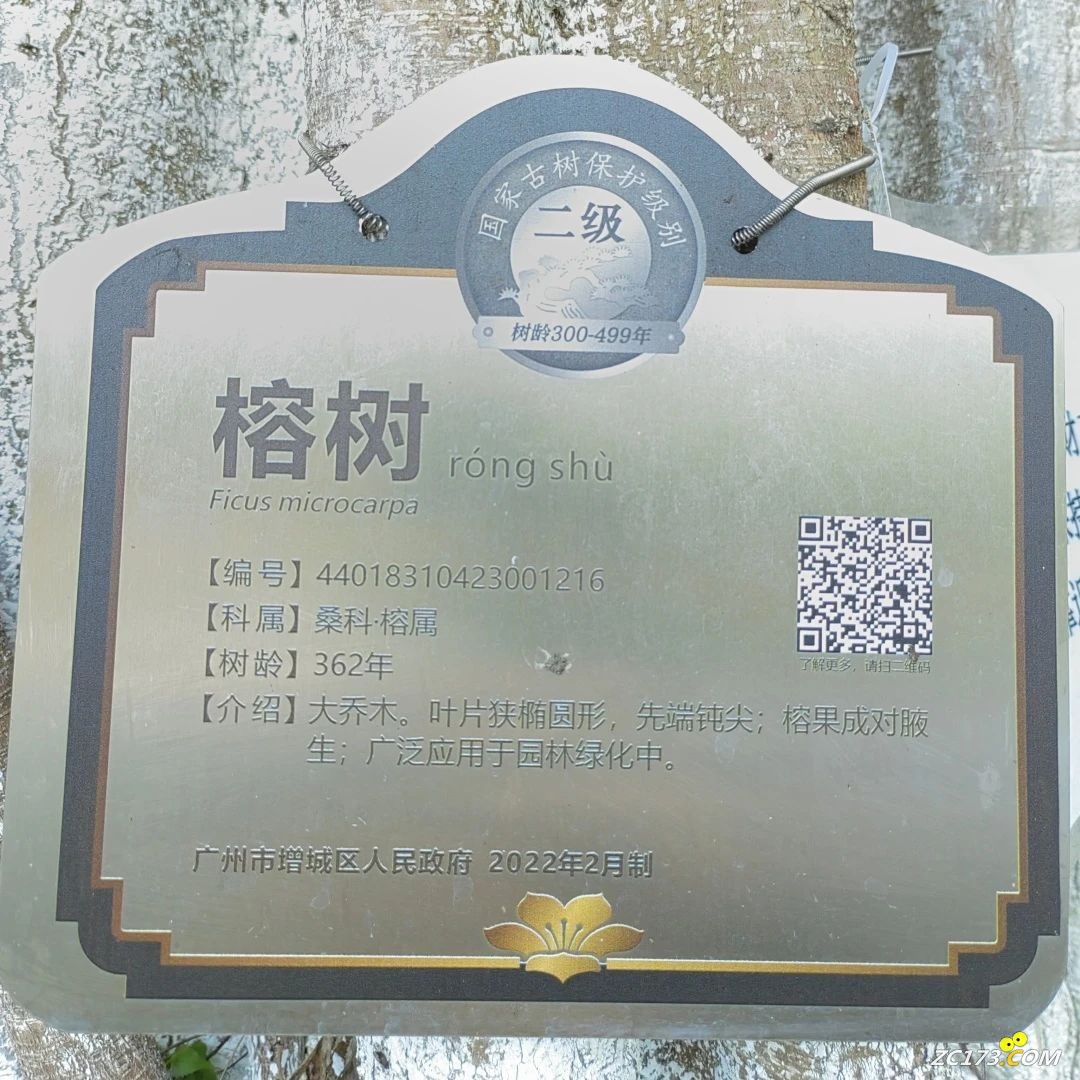 国家古树保护级别
二级
树龄300-499年
榕树 róng shù
Ficus microcarpa
【编号】44018310423001216
【科属】桑科·榕属
【树龄】362年
【介绍】大乔木。叶片狭椭圆形，先端钝尖；榕果成对腋
生；广泛应用于园林绿化中。
了解更多，请扫二维码
广州市增城区人民政府 2022年2月制
ZC173.COM